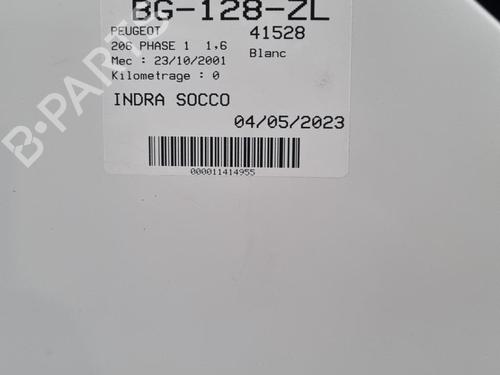 BG-128-ZL
PEUGEOT 41528
206 PHASE 1 1.6 Blanc
Mec : 23/10/2001
Kilometrage : 0
INDRA SOCCO
04/05/2023
000011414955
B-PARTS